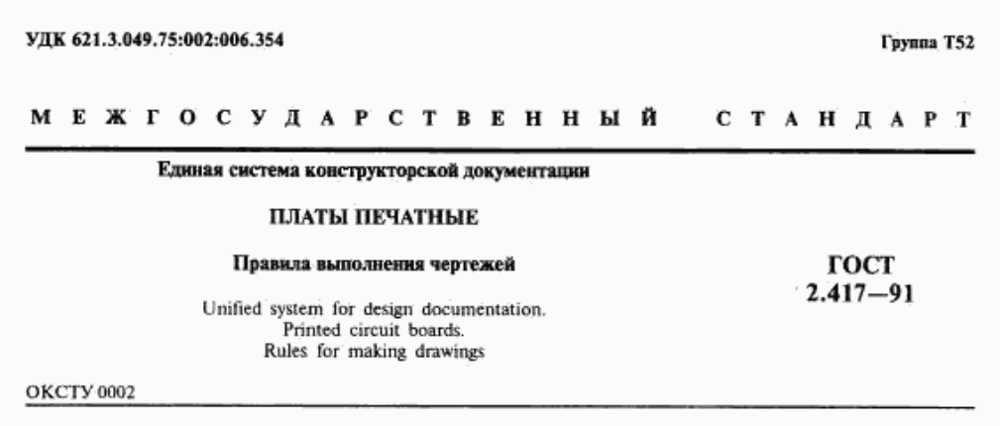 УДК 621.3.049.75:002:006.354
Группа Т52
МЕЖГОСУДАРСТВЕННЫЙ СТАНДАРТ
Единая система конструкторской документации
ПЛАТЫ ПЕЧАТНЫЕ
Правила выполнения чертежей
ГОСТ
2.417—91
Unified system for design documentation.
Printed circuit boards.
Rules for making drawings
ОКСТУ 0002